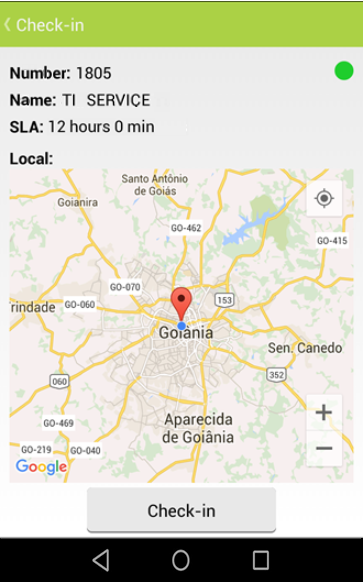 Check-in
Number: 1805
Name: TI SERVIÇE
SLA: 12 hours 0 min
Local:
Santo Antônio
de Goiás
Goianira
GO-462
GO-415
GO-070
rindade
GO-060
153
Goiânia
Sen. Canedo
060
352
GO-469
Aparecida
de Goiânia
GO-219
GO-040
Google
Check-in